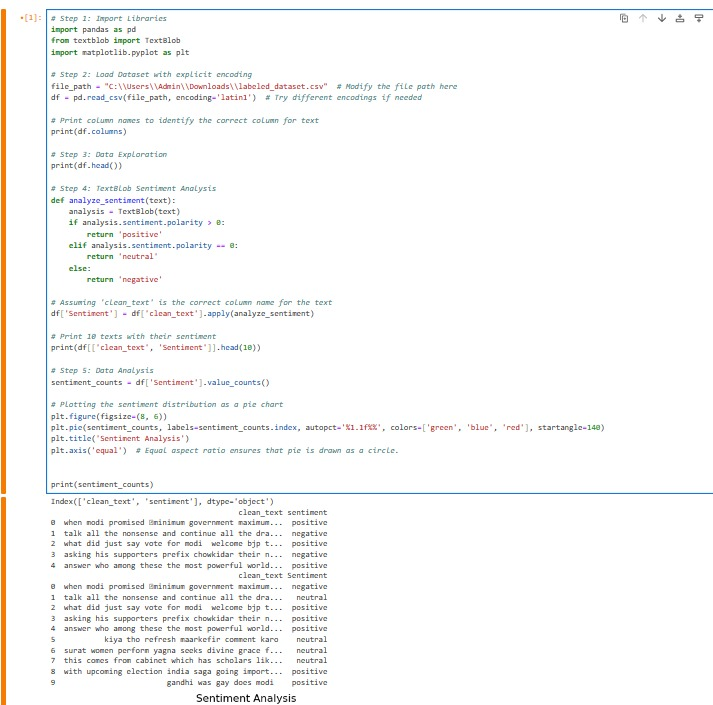 [1]:
# Step 1: Import Libraries
import pandas as pd
from textblob import TextBlob
import matplotlib.pyplot as plt
# Step 2: Load Dataset with explicit encoding
file_path = "C:\\Users\\Admin\\Downloads\\labeled_dataset.csv"  # Modify the file path here
df = pd.read_csv(file_path, encoding='latin1')  # Try different encodings if needed
# Print column names to identify the correct column for text
print(df.columns)
# Step 3: Data Exploration
print(df.head())
# Step 4: TextBlob Sentiment Analysis
def analyze_sentiment(text):
    analysis = TextBlob(text)
    if analysis.sentiment.polarity > 0:
        return 'positive'
    elif analysis.sentiment.polarity == 0:
        return 'neutral'
    else:
        return 'negative'
# Assuming 'clean_text' is the correct column name for the text
df['Sentiment'] = df['clean_text'].apply(analyze_sentiment)
# Print 10 texts with their sentiment
print(df[['clean_text', 'Sentiment']].head(10))
# Step 5: Data Analysis
sentiment_counts = df['Sentiment'].value_counts()
# Plotting the sentiment distribution as a pie chart
plt.figure(figsize=(8, 6))
plt.pie(sentiment_counts, labels=sentiment_counts.index, autopct='%1.1f%%', colors=['green', 'blue', 'red'], startangle=140)
plt.title('Sentiment Analysis')
plt.axis('equal')  # Equal aspect ratio ensures that pie is drawn as a circle.
print(sentiment_counts)
Index(['clean_text', 'sentiment'], dtype='object')
clean_text sentiment
0  when modi promised minimum government maximum...  positive
1  talk all the nonsense and continue all the dra...  negative
2  what did just say vote for modi  welcome bjp t...  positive
3  asking his supporters prefix chowkidar their n...  negative
4  answer who among these the most powerful world...  positive
clean_text Sentiment
0  when modi promised minimum government maximum...  negative
1  talk all the nonsense and continue all the dra...  neutral
2  what did just say vote for modi  welcome bjp t...  positive
3  asking his supporters prefix chowkidar their n...  positive
4  answer who among these the most powerful world...  positive
5  kiya tho refresh maarkefir comment karo  neutral
6  surat women perform yagna seeks divine grace f...  neutral
7  this comes from cabinet which has scholars lik...  neutral
8  with upcoming election india saga going import...  positive
9  gandhi was gay does modi  positive
Sentiment Analysis